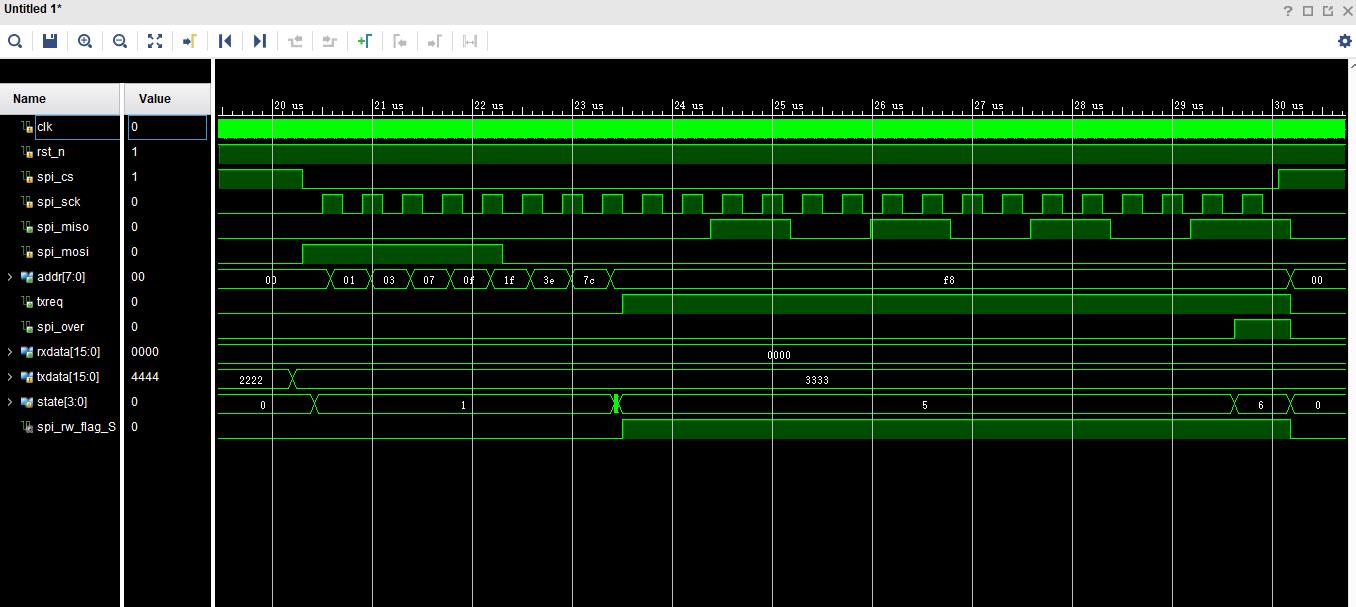 Untitled 1*
Name Value
20 us 21 us 22 us 23 us 24 us 25 us 26 us 27 us 28 us 29 us 30 us
clk 0
rst_n 1
spi_cs 1
spi_sck 0
spi_miso 0
spi_mosi 0
addr[7:0] 00 00 01 03 07 0f 1f 3e 7c f8 00
txreq 0
spi_over 0
rxdata[15:0] 0000 0000
txdata[15:0] 4444 2222 3333
state[3:0] 0 0 1 5 6 0
spi_rw_flag_S 0